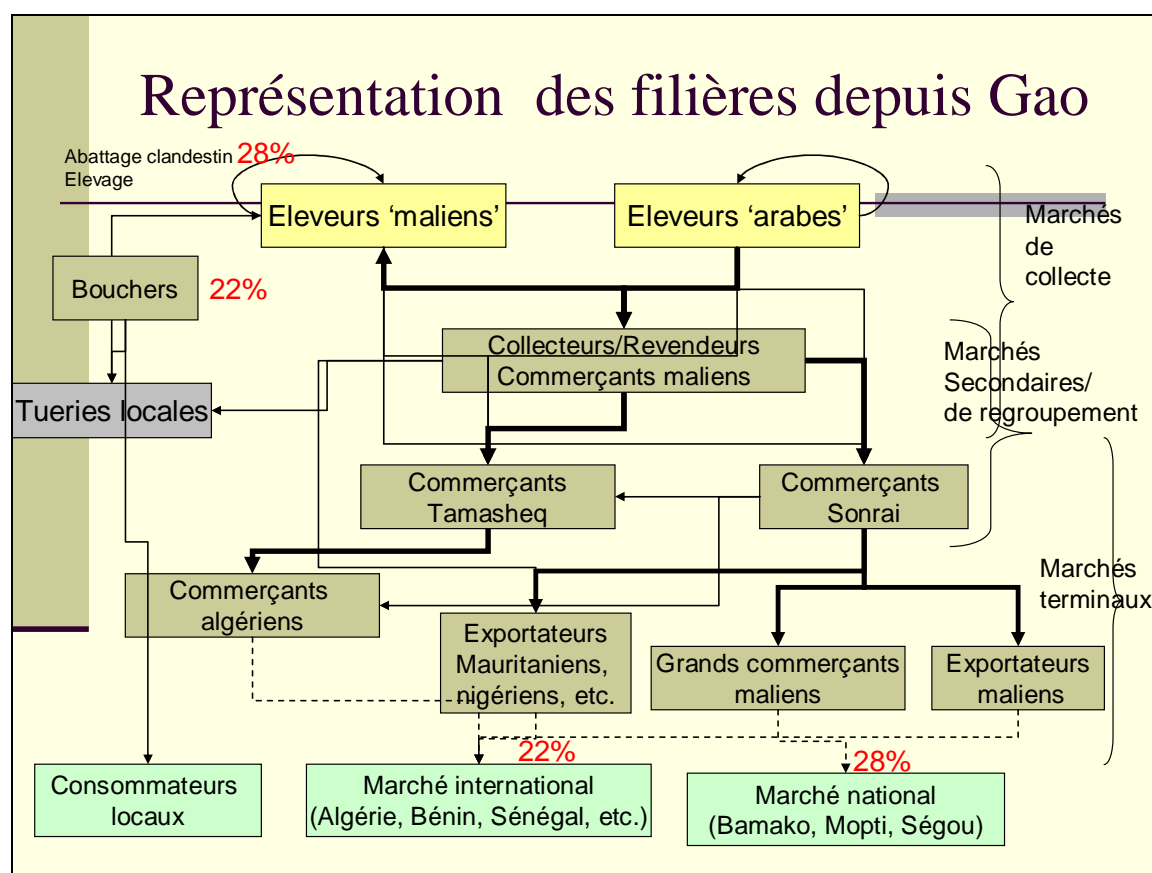 Représentation des filières depuis Gao
Abattage clandestin 28%
Elevage
Eleveurs ‘maliens’
Eleveurs ‘arabes’
Marchés
de
collecte
Bouchers
22%
Collecteurs/Revendeurs
Commerçants maliens
Marchés
Secondaires/
de regroupement
Tueries locales
Commerçants
Tamasheq
Commerçants
Sonrai
Marchés
terminaux
Commerçants
algériens
Exportateurs
Mauritaniens,
nigériens, etc.
Grands commerçants
maliens
Exportateurs
maliens
22%
28%
Consommateurs
locaux
Marché international
(Algérie, Bénin, Sénégal, etc.)
Marché national
(Bamako, Mopti, Ségou)